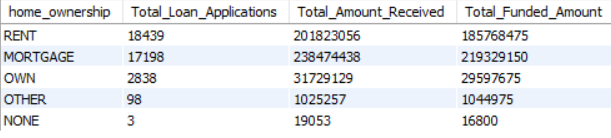 home_ownership Total_Loan_Applications Total_Amount_Received Total_Funded_Amount
RENT 18439 201823056 185768475
MORTGAGE 17198 238474438 219329150
OWN 2838 31729129 29597675
OTHER 98 1025257 1044975
NONE 3 19053 16800